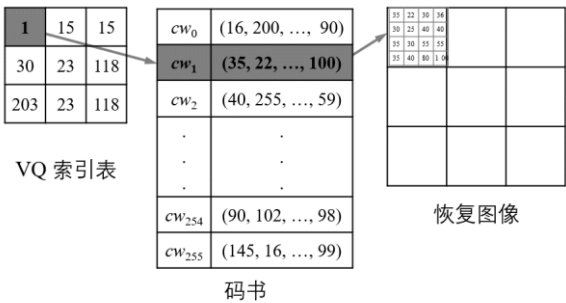 1 15 15
30 23 118
203 23 118
VQ 索引表
cw0 (16, 200, …, 90)
cw1 (35, 22, …, 100)
cw2 (40, 255, …, 59)
. .
. .
. .
cw254 (90, 102, …, 98)
cw255 (145, 16, …, 99)
码书
35 22 30 36
30 25 40 40
35 30 55 55
35 40 80 1 00
恢复图像